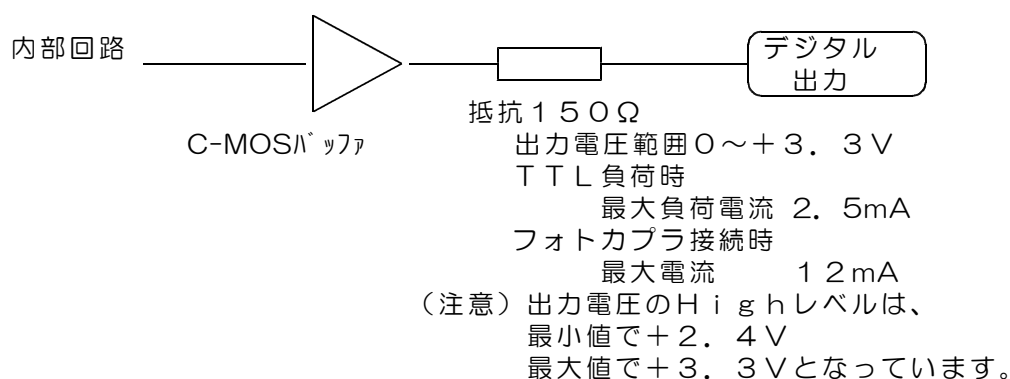 内部回路
デジタル
出力
抵抗１５０Ω
C-MOSﾊﾞｯﾌｧ
出力電圧範囲０～＋３．３Ｖ
ＴＴＬ負荷時
最大負荷電流 ２．５mA
フォトカプラ接続時
最大電流　　１２mA
（注意）出力電圧のＨｉｇｈレベルは、
最小値で＋２．４Ｖ
最大値で＋３．３Ｖとなっています。